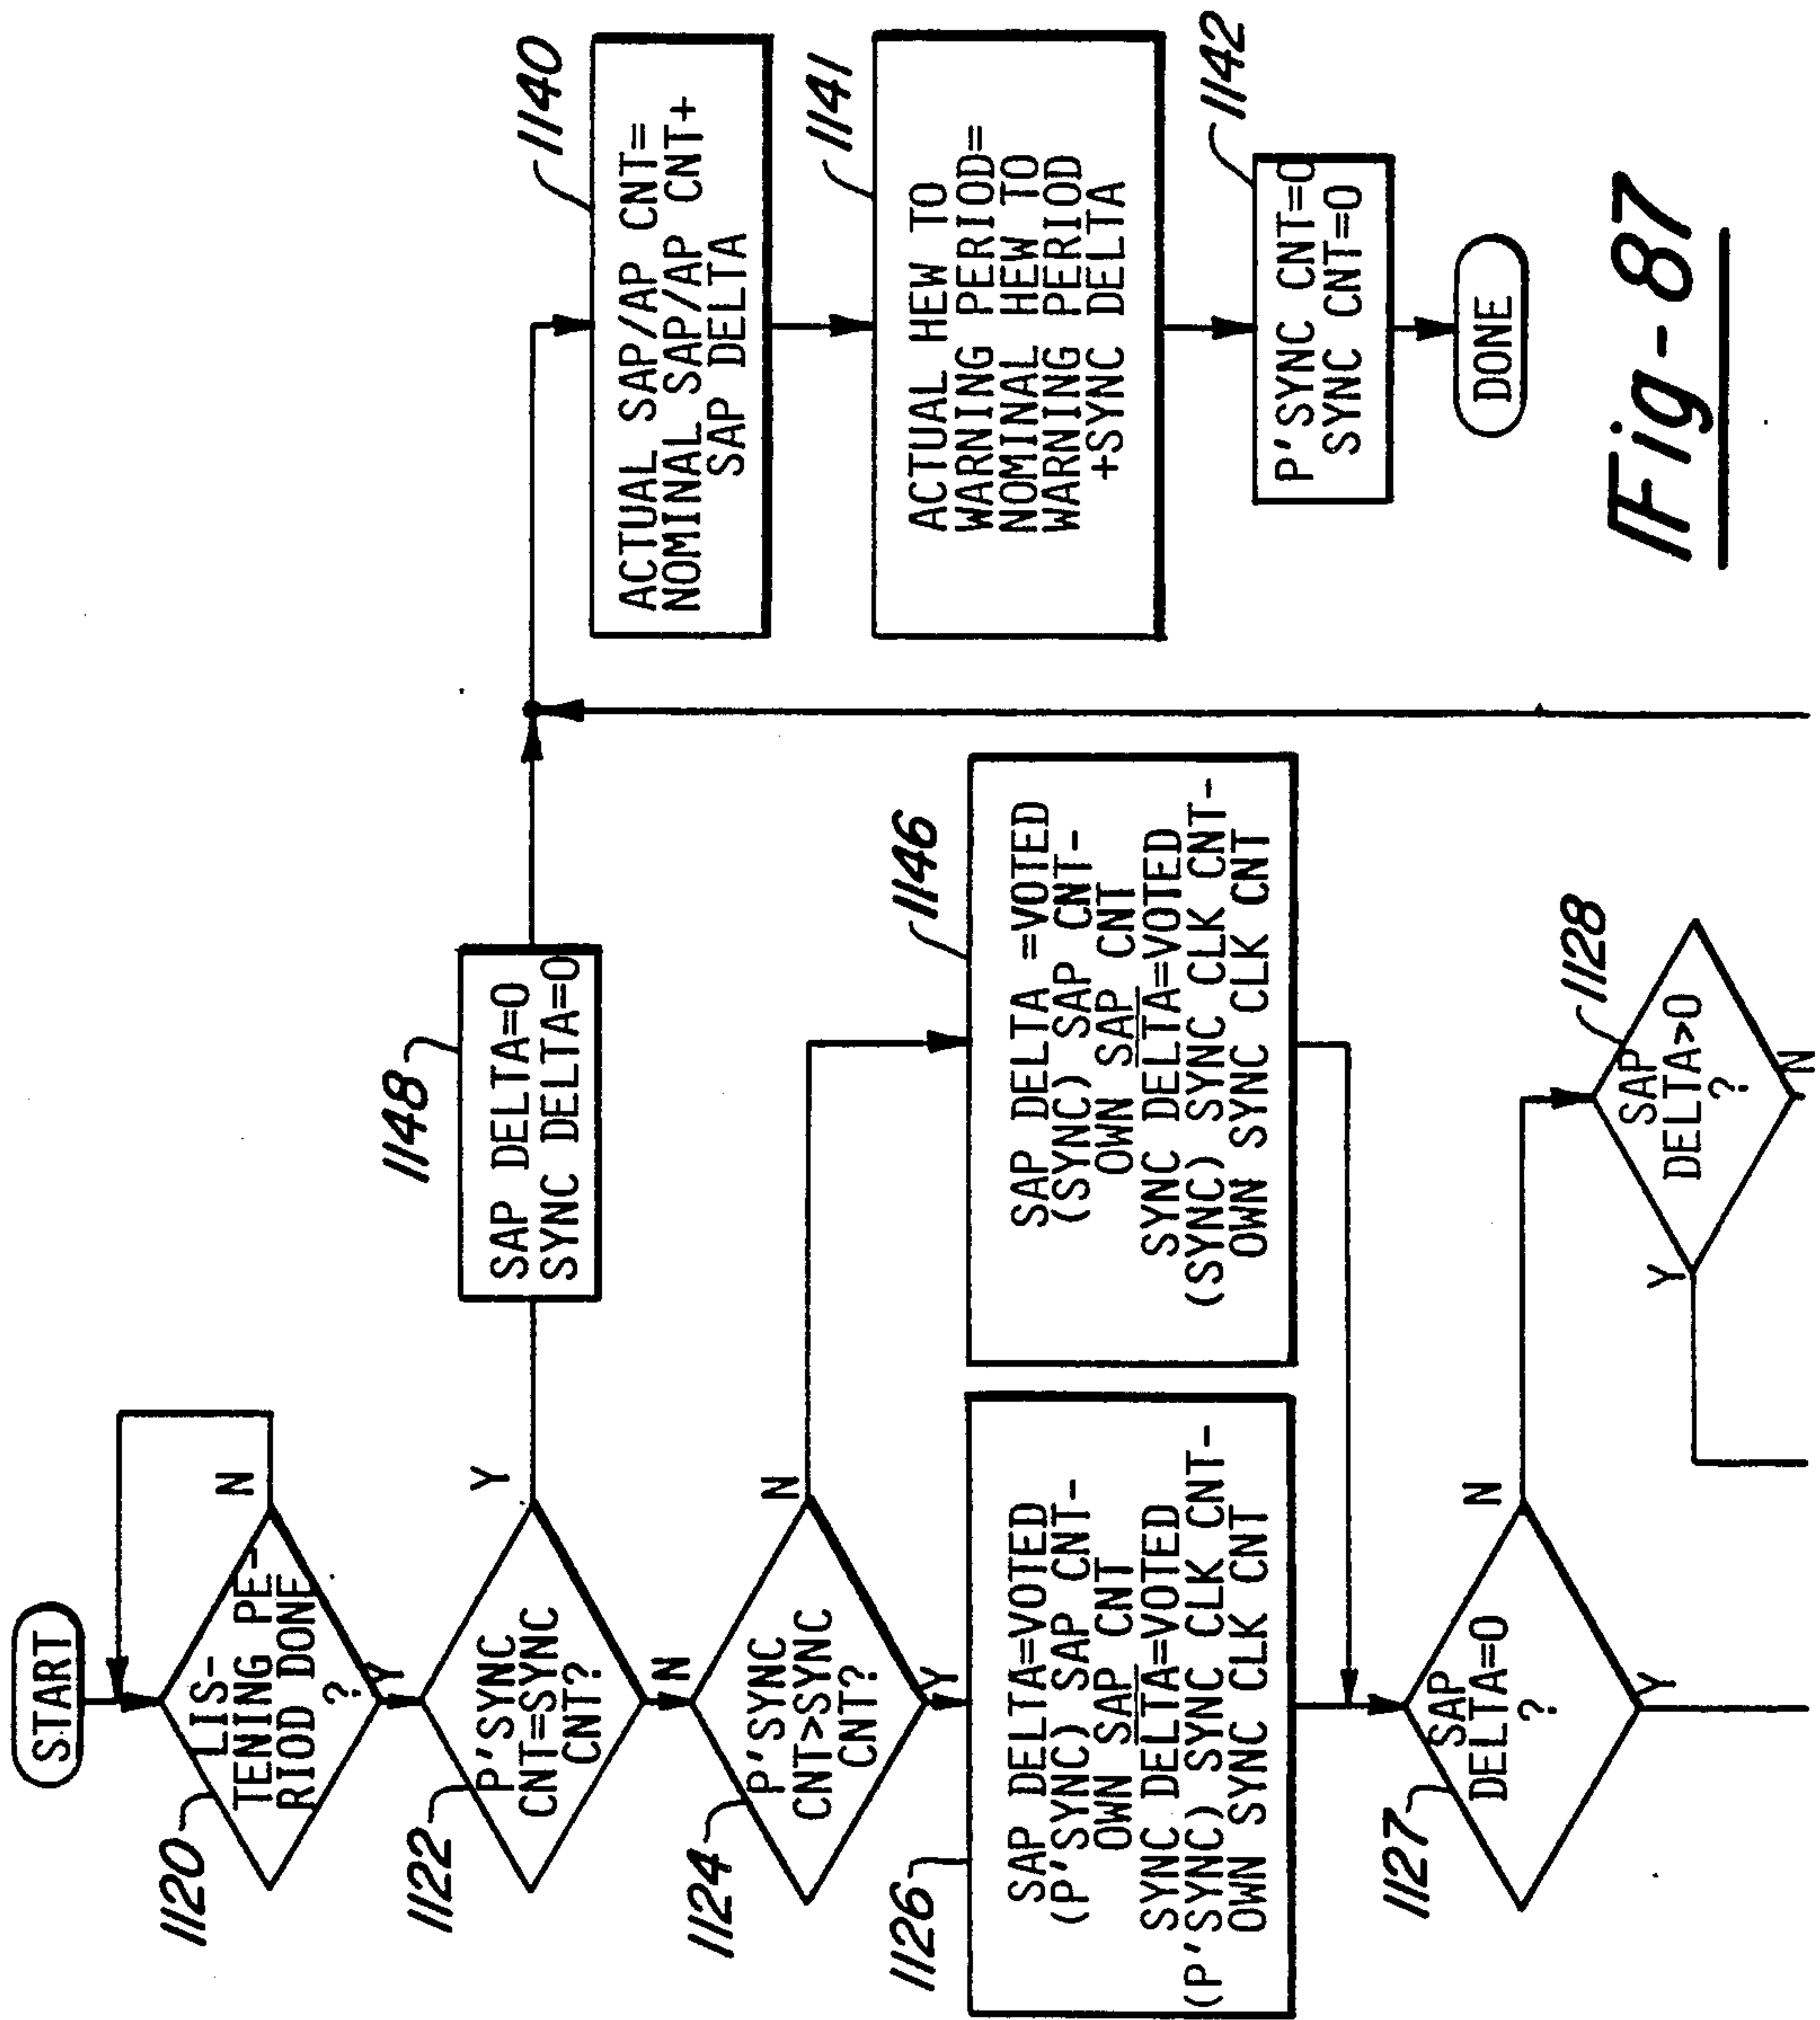 START
1120
LIS-
TENING PE-
RIOD DONE
?
N
Y
1122
P'SYNC
CNT=SYNC
CNT?
Y
N
1148
SAP DELTA=0
SYNC DELTA=0
1124
P'SYNC
CNT>SYNC
CNT?
N
Y
1126
SAP DELTA=VOTED
(P'SYNC) SAP CNT-
OWN SAP CNT
SYNC DELTA=VOTED
(P'SYNC) SYNC CLK CNT-
OWN SYNC CLK CNT
1146
SAP DELTA =VOTED
(SYNC) SAP CNT-
OWN SAP CNT
SYNC DELTA=VOTED
(SYNC) SYNC CLK CNT-
OWN SYNC CLK CNT
1127
SAP
DELTA=0
?
N
Y
1128
SAP
DELTA>0
?
Y
N
1140
ACTUAL SAP/AP CNT=
NOMINAL SAP/AP CNT+
SAP DELTA
1141
ACTUAL HEW TO
WARNING PERIOD=
NOMINAL HEW TO
WARNING PERIOD
+SYNC DELTA
1142
P'SYNC CNT=0
SYNC CNT=0
DONE
Fig-87